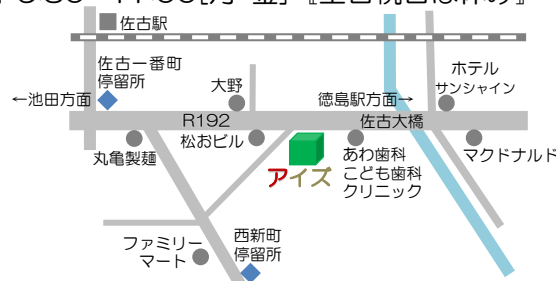 佐古駅
佐古一番町
停留所
大野
ホテル
サンシャイン
←池田方面
徳島駅方面→
R192
佐古大橋
丸亀製麺
松おビル
アイズ
あわ歯科
こども歯科
クリニック
マクドナルド
ファミリー
マート
西新町
停留所